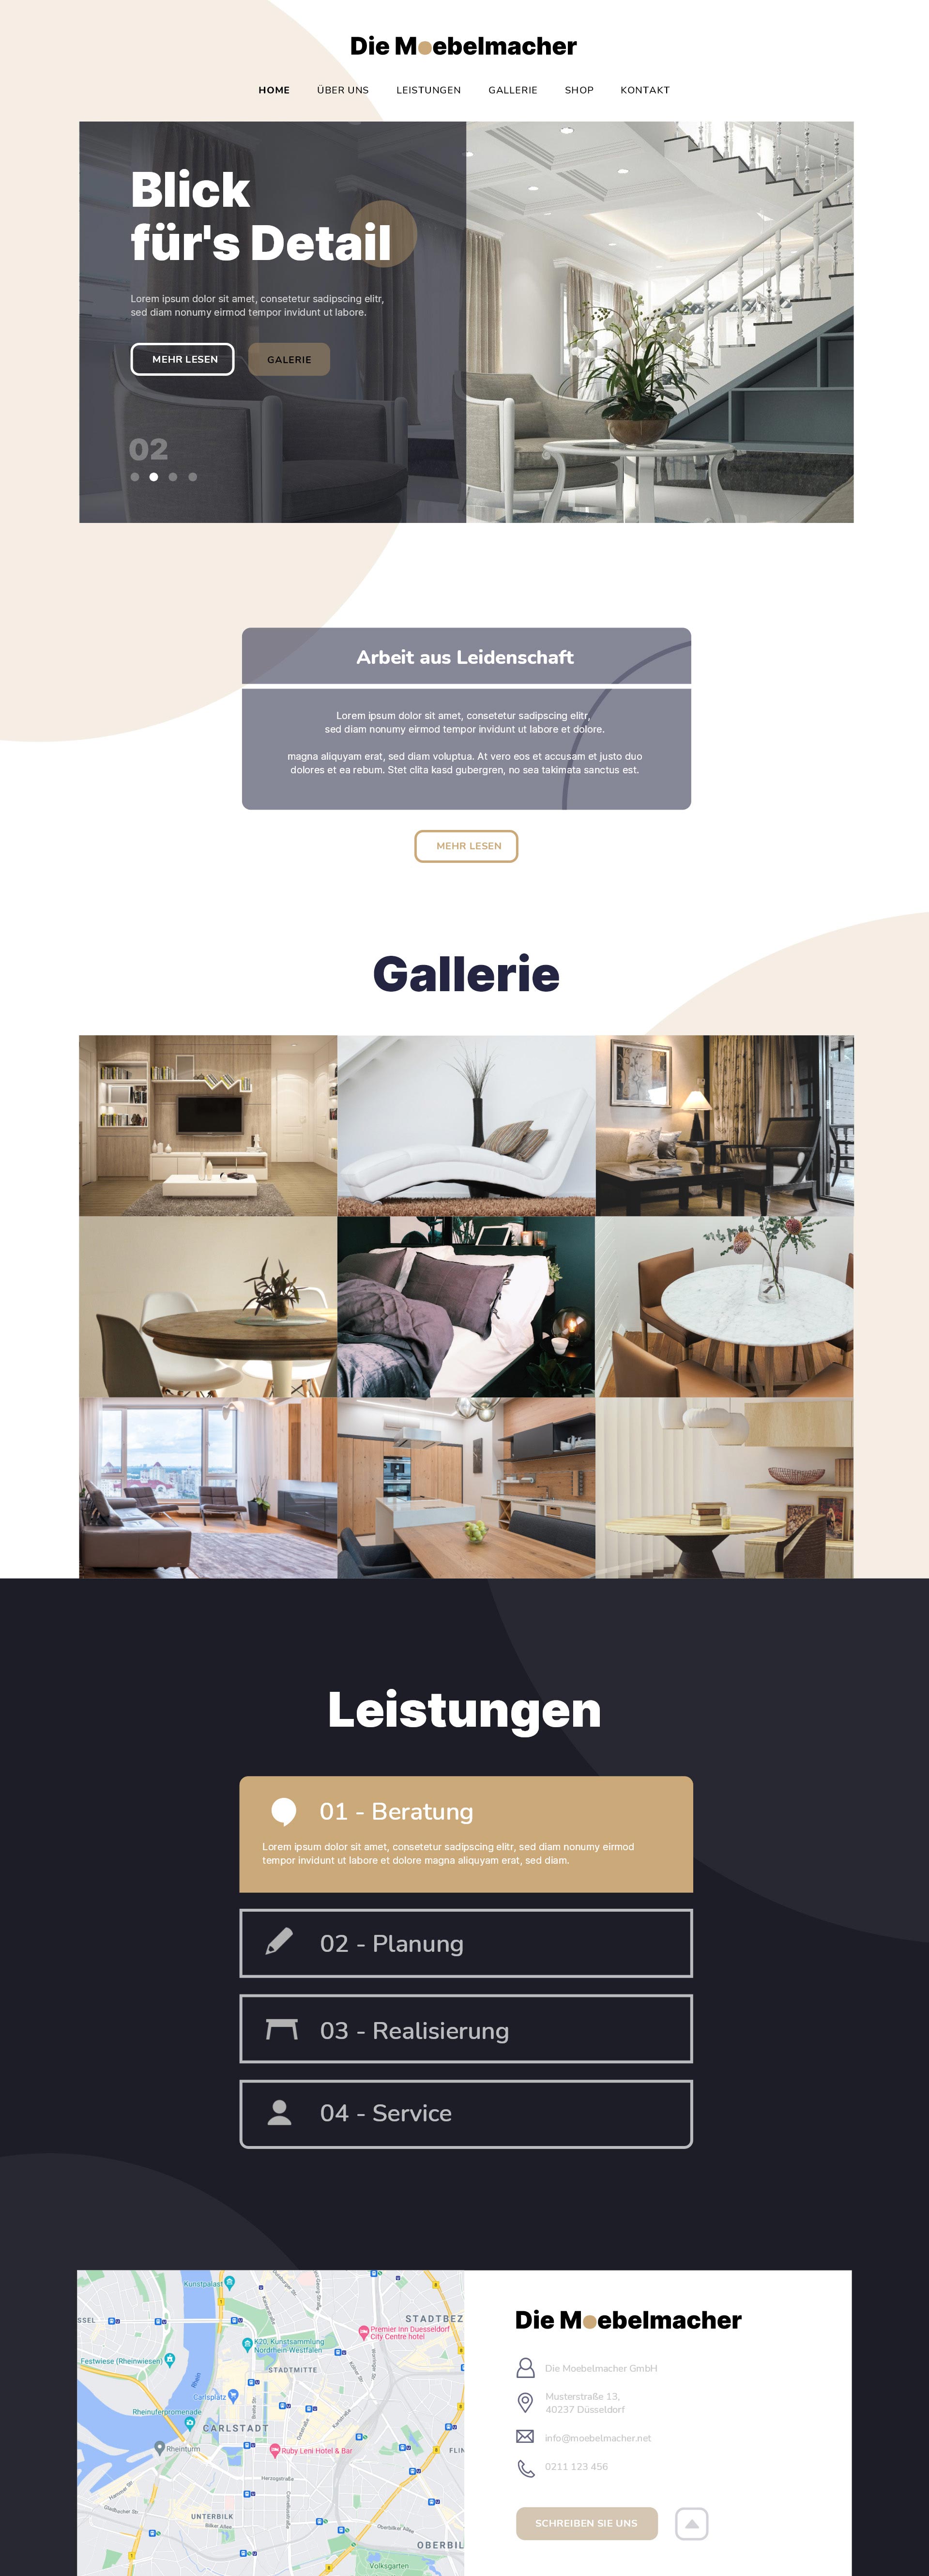 Die Moebelmacher
HOME ÜBER UNS LEISTUNGEN GALLERIE SHOP KONTAKT
Blick
für's Detail
Lorem ipsum dolor sit amet, consetetur sadipscing elitr,
sed diam nonumy eirmod tempor invidunt ut labore.
MEHR LESEN GALERIE
02
Arbeit aus Leidenschaft
Lorem ipsum dolor sit amet, consetetur sadipscing elitr,
sed diam nonumy eirmod tempor invidunt ut labore et dolore.
magna aliquyam erat, sed diam voluptua. At vero eos et accusam et justo duo
dolores et ea rebum. Stet clita kasd gubergren, no sea takimata sanctus est.
MEHR LESEN
Gallerie
Leistungen
01 - Beratung
Lorem ipsum dolor sit amet, consetetur sadipscing elitr, sed diam nonumy eirmod
tempor invidunt ut labore et dolore magna aliquyam erat, sed diam.
02 - Planung
03 - Realisierung
04 - Service
Kunstpalast
SSEL
STADTBEZ
Premier Inn Duesseldorf
City Centre hotel
K20, Kunstsammlung
Nordrhein-Westfalen
Festwiese (Rheinwiesen)
STADTMITTE
Rhein
Carlsplatz
Rheinuferpromenade
CARLSTADT
Rheinturm
Ruby Leni Hotel & Bar
FLIN
Herzogstraße
UNTERBILK
Bilker Allee
OBERBIL
Volksgarten
Die Moebelmacher
Die Moebelmacher GmbH
Musterstraße 13,
40237 Düsseldorf
info@moebelmacher.net
0211 123 456
SCHREIBEN SIE UNS